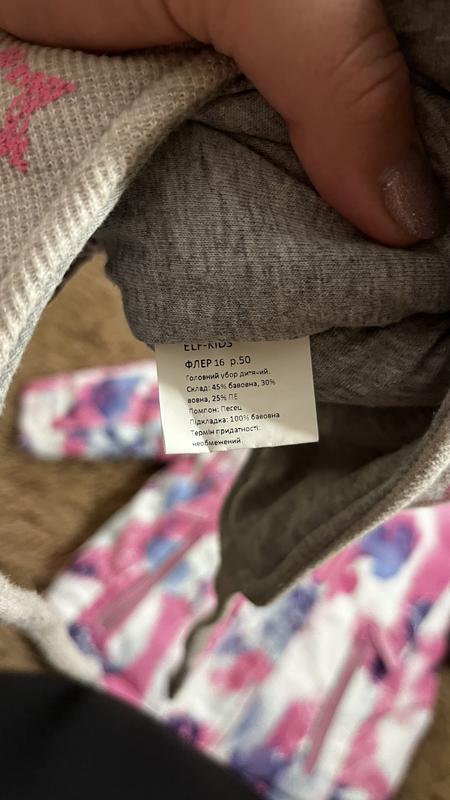 ELF-KIDS
ФЛЕР 16 р.50
Головний убор дитячий.
Склад: 45% бавовна, 30%
вовна, 25% ПЕ
Помпон: Песец
Підкладка: 100% бавовна
Термін придатності:
необмежений.